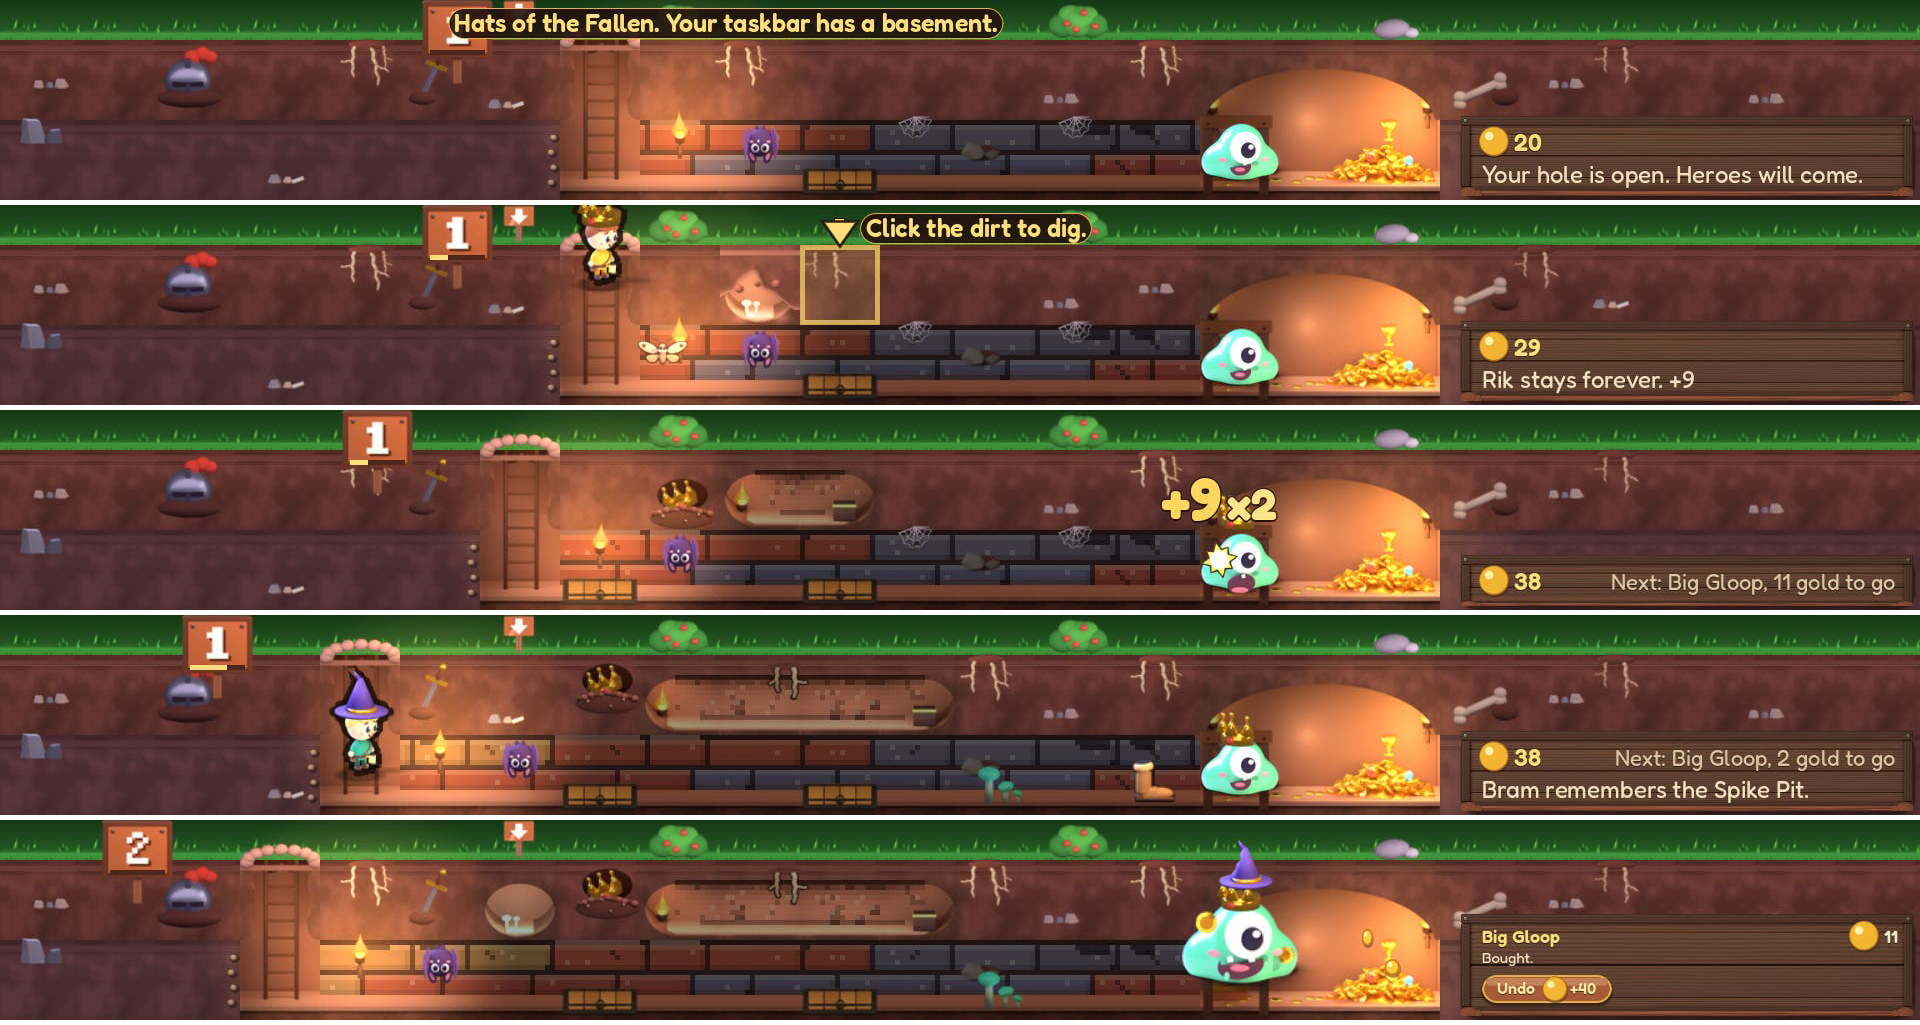 Hats of the Fallen. Your taskbar has a basement.
20
Your hole is open. Heroes will come.
1
Click the dirt to dig.
29
Rik stays forever. +9
1
+9 x2
38 Next: Big Gloop, 11 gold to go
1
38 Next: Big Gloop, 2 gold to go
Bram remembers the Spike Pit.
2
Big Gloop 11
Bought.
Undo +40